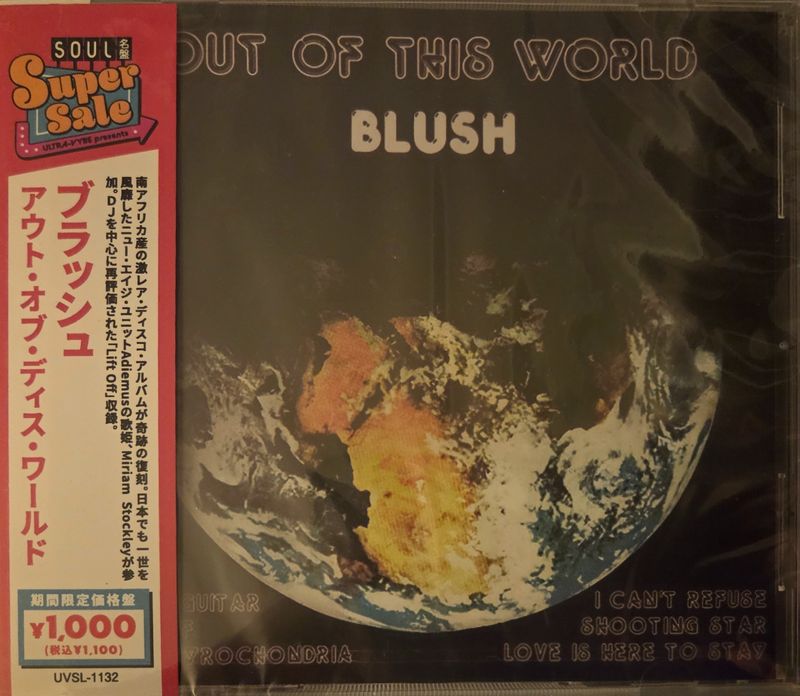 SOUL名盤
Super
Sale
ULTRA-VYBE presents
ブラッシュ
アウト・オブ・ディス・ワールド
南アフリカ産の激レア・ディスコ・アルバムが奇跡の復刻。日本でも一世を
風靡したニュー・エイジ・ユニットAdiemusの歌姫、Miriam Stockleyが参
加。DJを中心に再評価された「Lift Off」収録。
期間限定価格盤
¥1,000
(税込¥1,100)
UVSL-1132
OUT OF THIS WORLD
BLUSH
GUITAR
YROCHONDRIA
I CAN'T REFUSE
SHOOTING STAR
LOVE IS HERE TO STAY